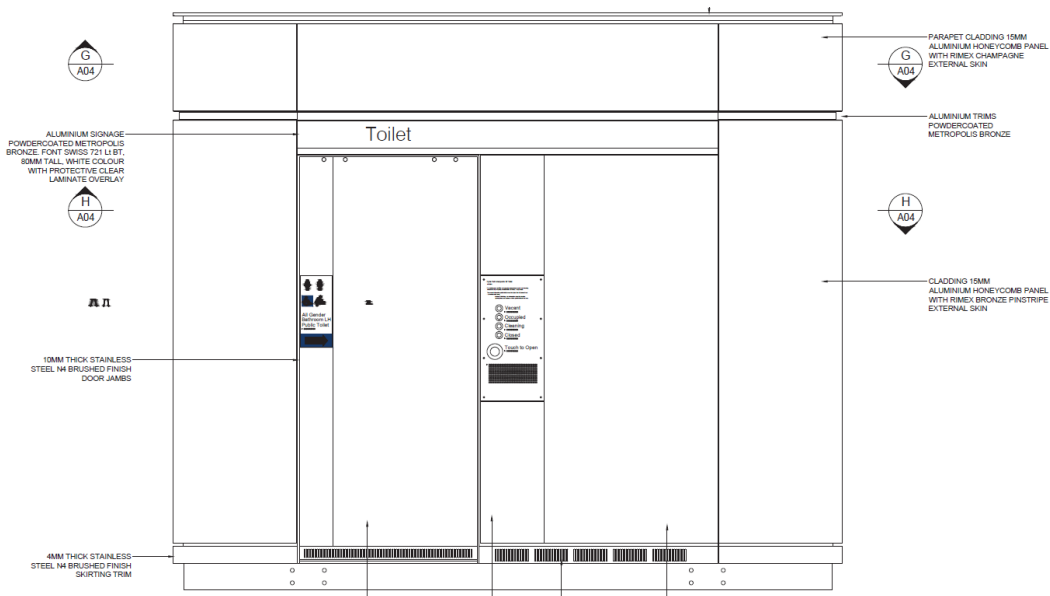 G
A04
PARAPET CLADDING 15MM
ALUMINIUM HONEYCOMB PANEL
WITH RIMEX CHAMPAGNE
EXTERNAL SKIN
G
A04
ALUMINIUM SIGNAGE
POWDERCOATED METROPOLIS
BRONZE. FONT SWISS 721 Lt BT,
80MM TALL, WHITE COLOUR
WITH PROTECTIVE CLEAR
LAMINATE OVERLAY
Toilet
ALUMINIUM TRIMS
POWDERCOATED
METROPOLIS BRONZE
H
A04
H
A04
All Gender
Bathroom LH
Public Toilet
Vacant
Occupied
Cleaning
Closed
Touch to Open
CLADDING 15MM
ALUMINIUM HONEYCOMB PANEL
WITH RIMEX BRONZE PINSTRIPE
EXTERNAL SKIN
10MM THICK STAINLESS
STEEL N4 BRUSHED FINISH
DOOR JAMBS
4MM THICK STAINLESS
STEEL N4 BRUSHED FINISH
SKIRTING TRIM